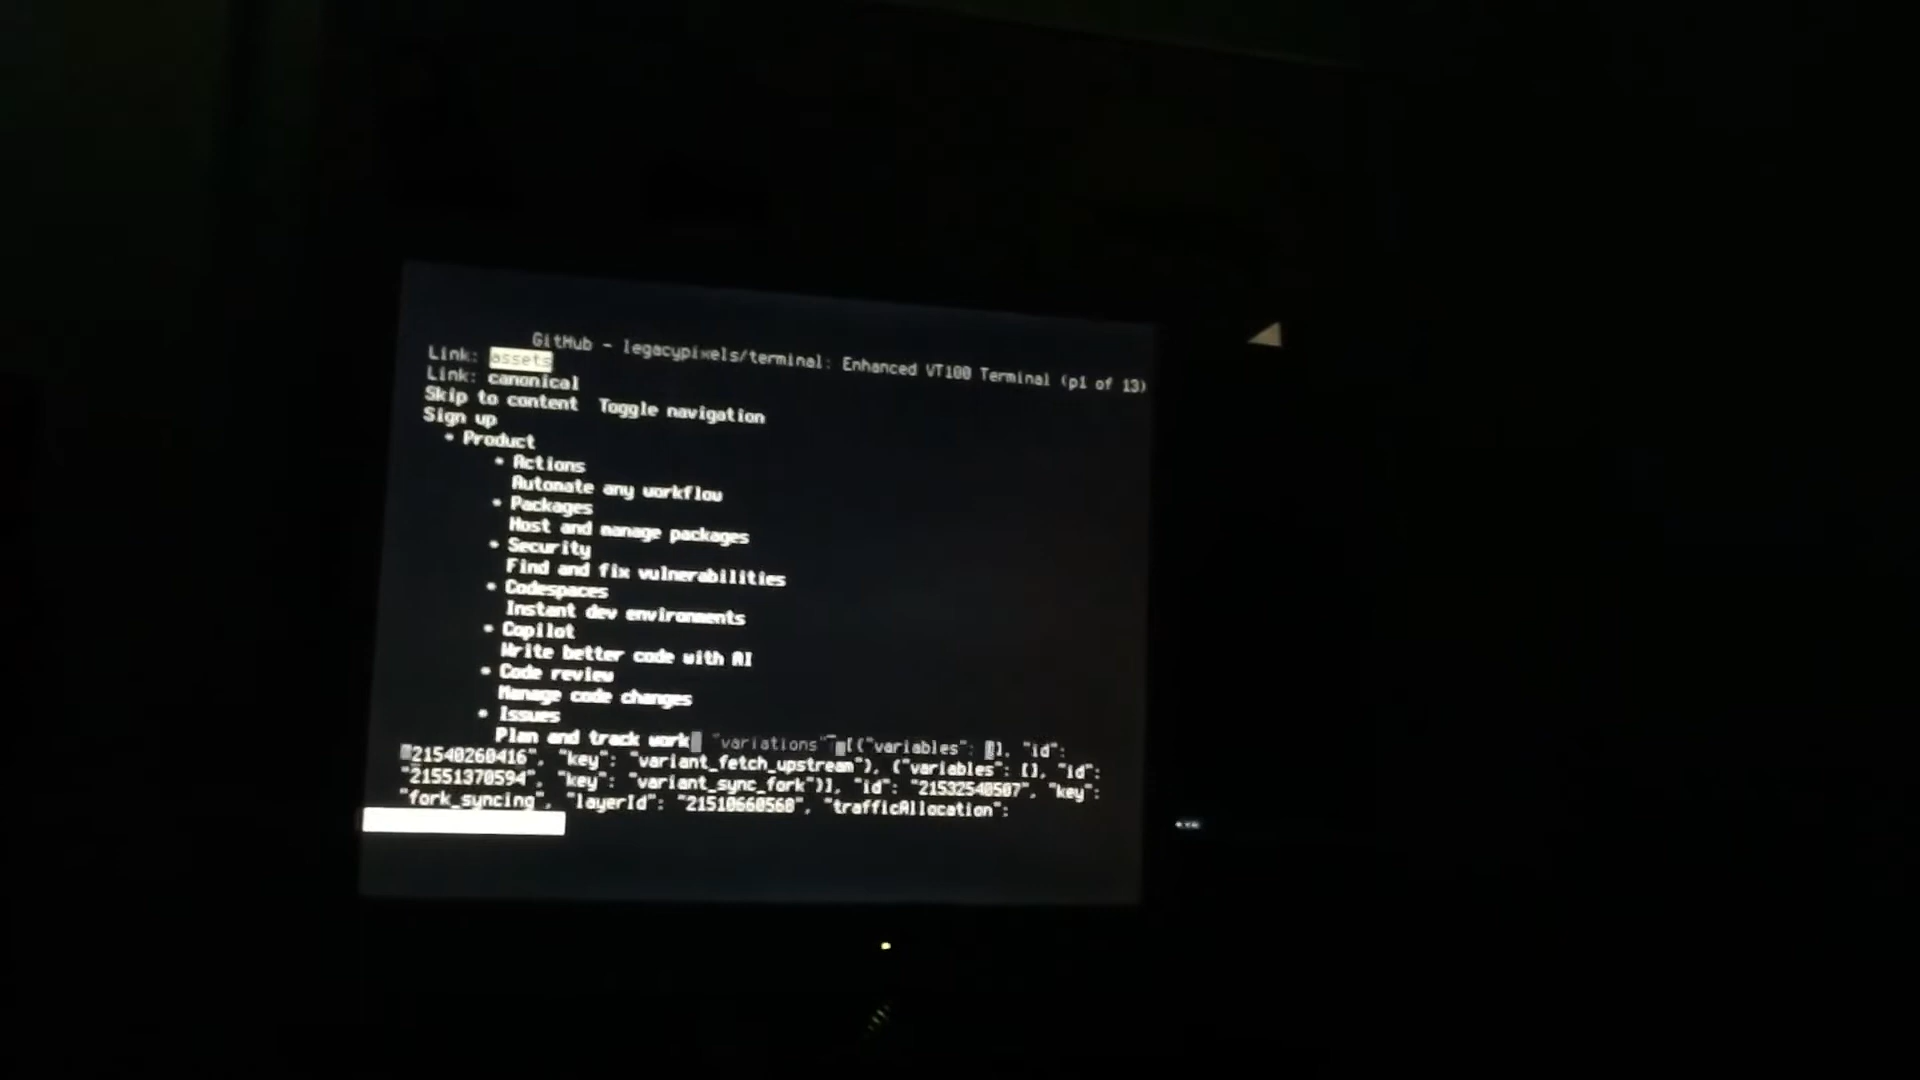 GitHub - legacypixels/terminal: Enhanced VT100 Terminal (p1 of 13)
Link: assets
Link: canonical
Skip to content Toggle navigation
Sign up
• Product
• Actions
Automate any workflow
• Packages
Host and manage packages
• Security
Find and fix vulnerabilities
• Codespaces
Instant dev environments
• Copilot
Write better code with AI
• Code review
Manage code changes
• Issues
Plan and track work "variations" [{"variables": [], "id":
21540260416", "key": "variant_fetch_upstream"}, {"variables": [], "id":
"21551370594", "key": "variant_sync_fork"}], "id": "21532540507", "key":
"fork_syncing", "layerId": "21510660568", "trafficAllocation":